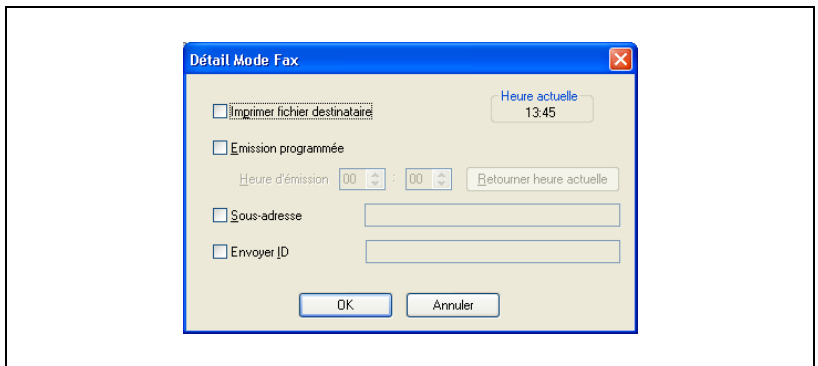 Détail Mode Fax
Heure actuelle
Imprimer fichier destinataire
13:45
Emission programmée
Heure d'émission 00 : 00 Retourner heure actuelle
Sous-adresse
Envoyer ID
OK Annuler